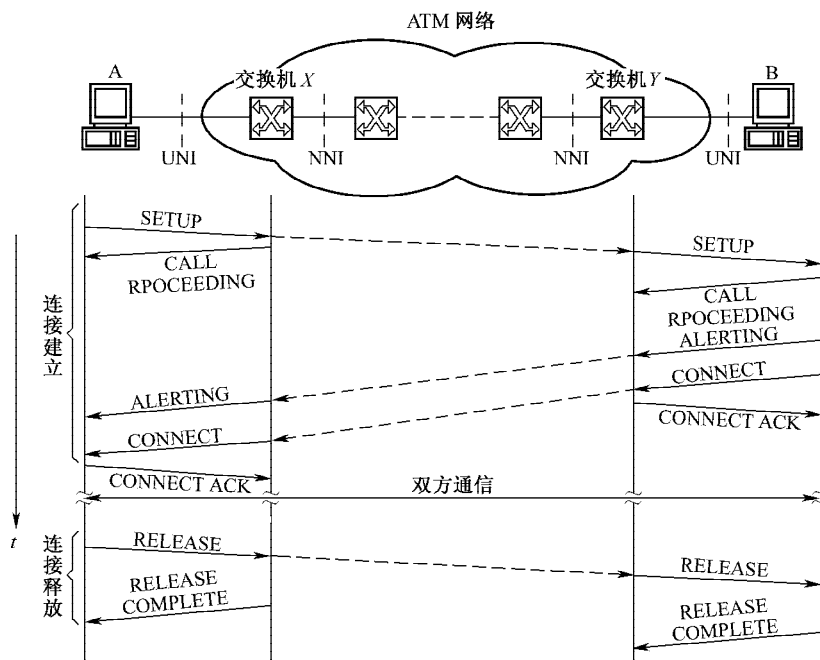 ATM 网络
A
交换机 X
交换机 Y
B
UNI
NNI
NNI
UNI
SETUP
SETUP
CALL
RPOCEEDING
CALL
RPOCEEDING
连接建立
ALERTING
CONNECT
ALERTING
CONNECT
CONNECT ACK
CONNECT ACK
双方通信
t
连接释放
RELEASE
RELEASE
RELEASE
COMPLETE
RELEASE
COMPLETE